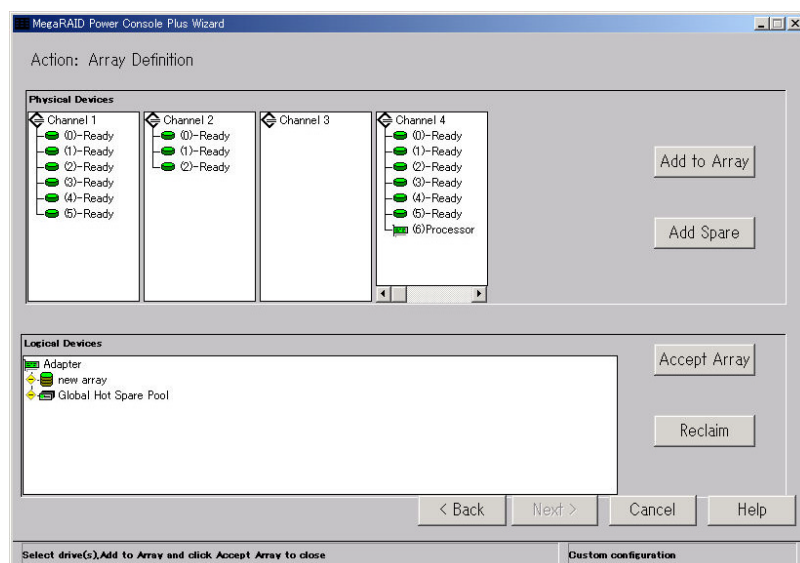 MegaRAID Power Console Plus Wizard
Action: Array Definition
Physical Devices
Channel 1
(0)-Ready
(1)-Ready
(2)-Ready
(3)-Ready
(4)-Ready
(5)-Ready
Channel 2
(0)-Ready
(1)-Ready
(2)-Ready
Channel 3
Channel 4
(0)-Ready
(1)-Ready
(2)-Ready
(3)-Ready
(4)-Ready
(5)-Ready
(6)Processor
Add to Array
Add Spare
Logical Devices
Adapter
new array
Global Hot Spare Pool
Accept Array
Reclaim
< Back
Next >
Cancel
Help
Select drive(s),Add to Array and click Accept Array to close
Custom configuration